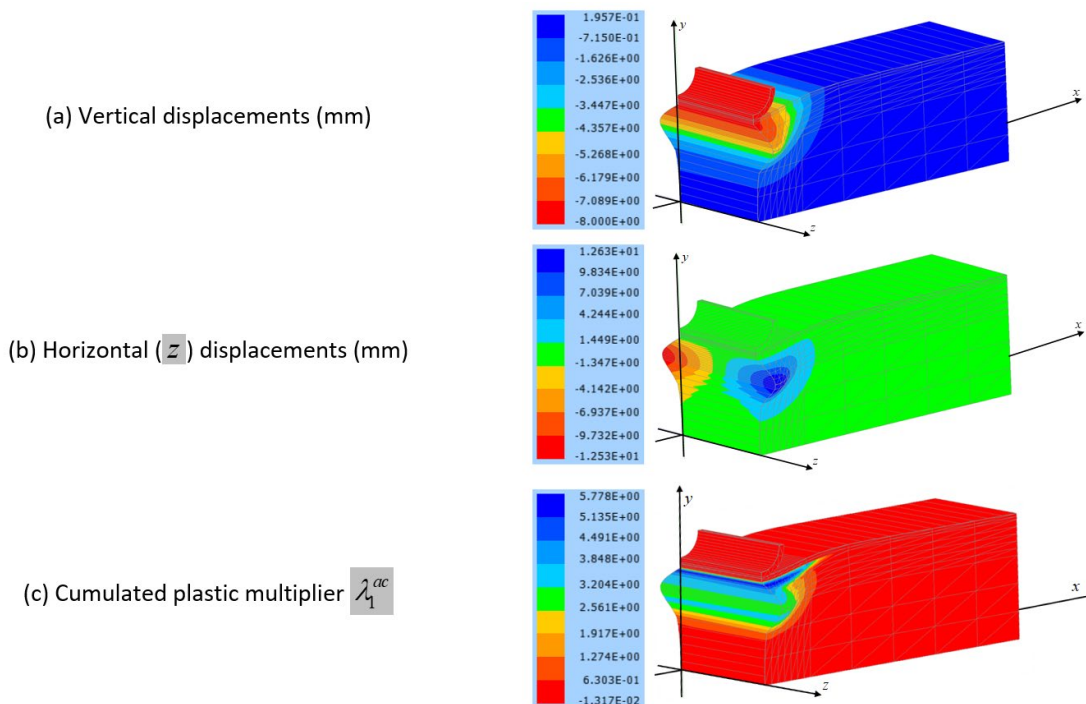 (a) Vertical displacements (mm)
1.957E-01
-7.150E-01
-1.626E+00
-2.536E+00
-3.447E+00
-4.357E+00
-5.268E+00
-6.179E+00
-7.089E+00
-8.000E+00
y
x
z
(b) Horizontal (z) displacements (mm)
1.263E+01
9.834E+00
7.039E+00
4.244E+00
1.449E+00
-1.347E+00
-4.142E+00
-6.937E+00
-9.732E+00
-1.253E+01
y
x
z
(c) Cumulated plastic multiplier λ₁ᵃᶜ
5.778E+00
5.135E+00
4.491E+00
3.848E+00
3.204E+00
2.561E+00
1.917E+00
1.274E+00
6.303E-01
-1.317E-02
y
x
z